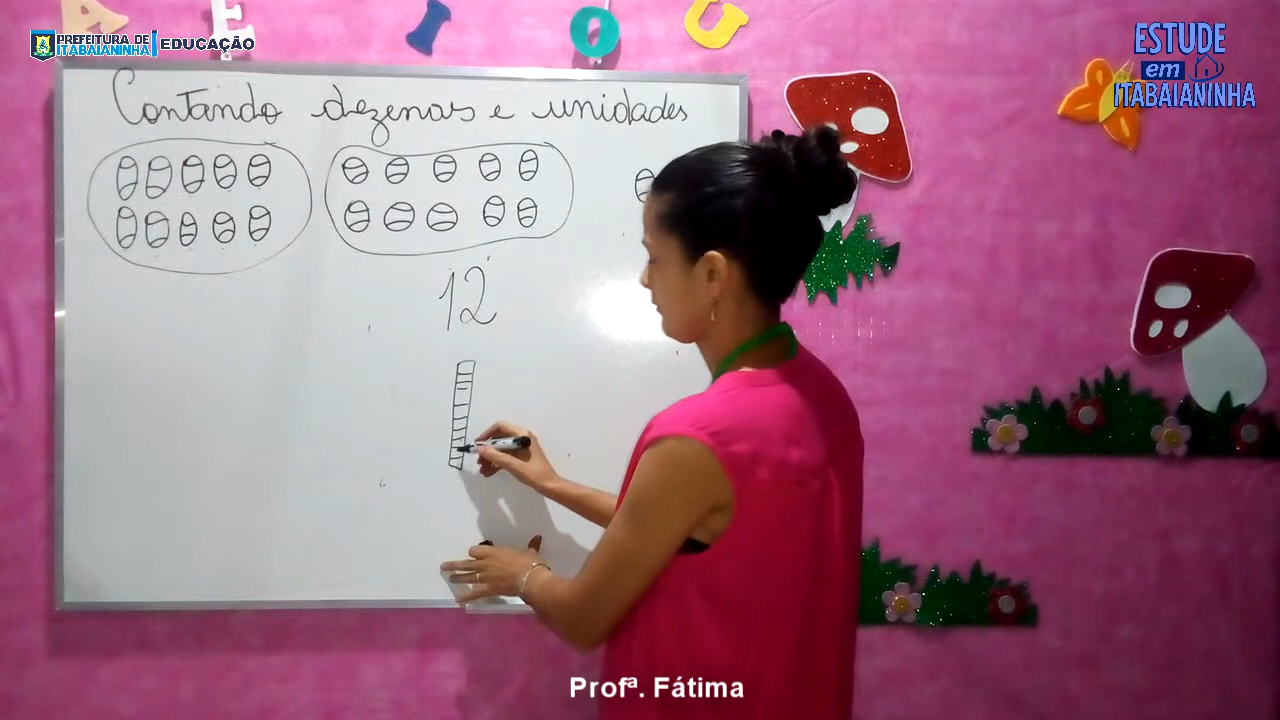 A E I O U
PREFEITURA DE
ITABAIANINHA
EDUCAÇÃO
ESTUDE
em
ITABAIANINHA
Contando dezenas e unidades
12
Profª. Fátima